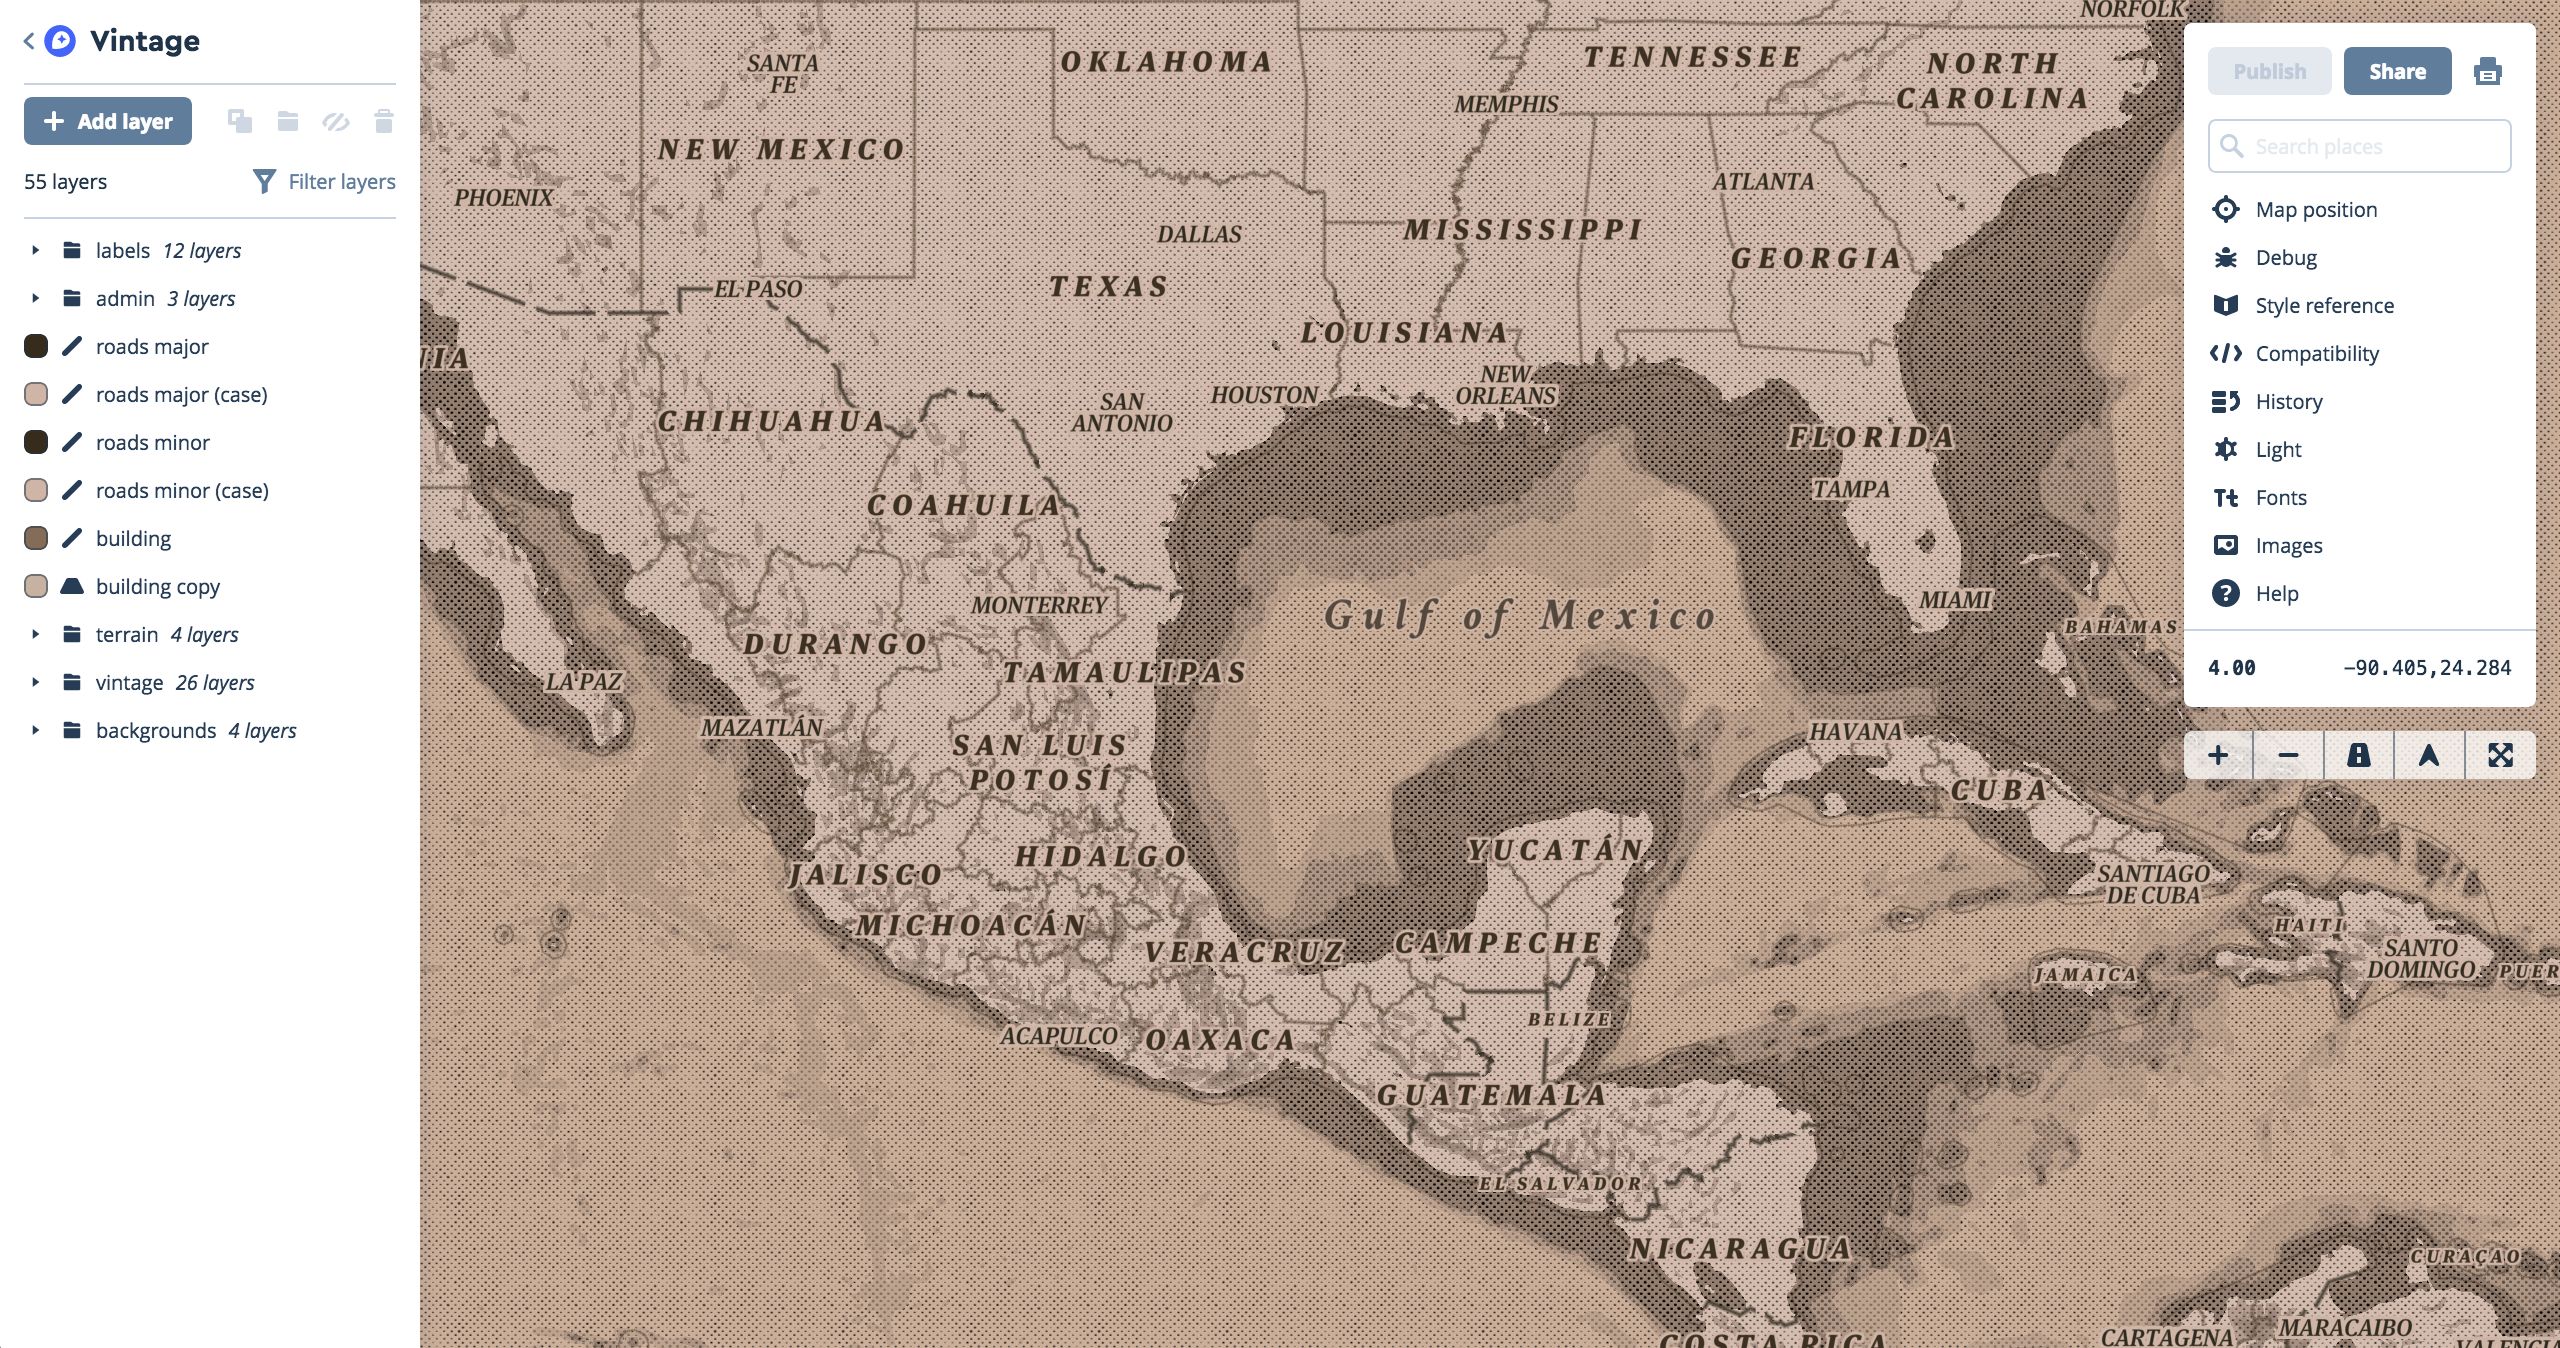 Vintage
Add layer
55 layers
Filter layers
labels 12 layers
admin 3 layers
roads major
roads major (case)
roads minor
roads minor (case)
building
building copy
terrain 4 layers
vintage 26 layers
backgrounds 4 layers
NORFOLK
SANTA
FE
OKLAHOMA
TENNESSEE
NORTH
CAROLINA
MEMPHIS
NEW MEXICO
PHOENIX
ATLANTA
DALLAS
MISSISSIPPI
GEORGIA
TEXAS
EL PASO
LOUISIANA
NIA
NEW
ORLEANS
HOUSTON
SAN
ANTONIO
CHIHUAHUA
FLORIDA
TAMPA
COAHUILA
MONTERREY
Gulf of Mexico
MIAMI
BAHAMAS
DURANGO
TAMAULIPAS
LA PAZ
MAZATLÁN
HAVANA
SAN LUIS
POTOSÍ
CUBA
YUCATÁN
HIDALGO
JALISCO
SANTIAGO
DE CUBA
MICHOACÁN
VERACRUZ
CAMPECHE
HAITI
SANTO
DOMINGO
PUER
JAMAICA
BELIZE
ACAPULCO
OAXACA
GUATEMALA
EL SALVADOR
NICARAGUA
CURAÇAO
MARACAIBO
CARTAGENA
COSTA RICA
VALENCIA
Publish
Share
Search places
Map position
Debug
Style reference
Compatibility
History
Light
Fonts
Images
Help
4.00
−90.405,24.284